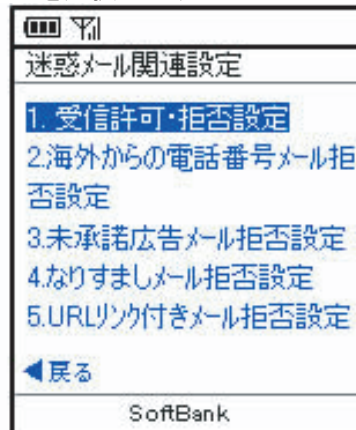 迷惑メール関連設定
1. 受信許可・拒否設定
2.海外からの電話番号メール拒
否設定
3.未承諾広告メール拒否設定
4.なりすましメール拒否設定
5.URLリンク付きメール拒否設定
◀戻る
SoftBank